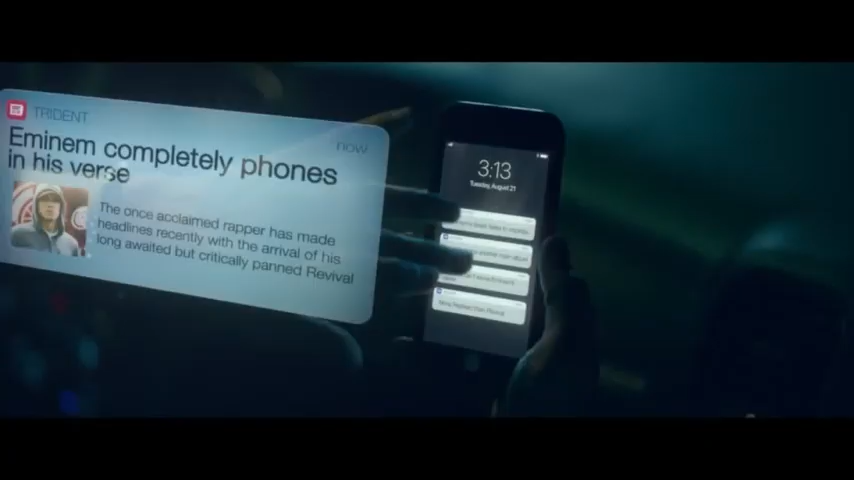 TRIDENT
now
Eminem completely phones
in his verse
The once acclaimed rapper has made
headlines recently with the arrival of his
long awaited but critically panned Revival
3:13
Tuesday, August 21